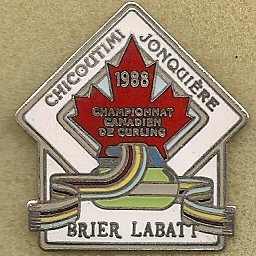 CHICOUTIMI
JONQUIÈRE
1988
CHAMPIONNAT
CANADIEN
DE CURLING
BRIER LABATT